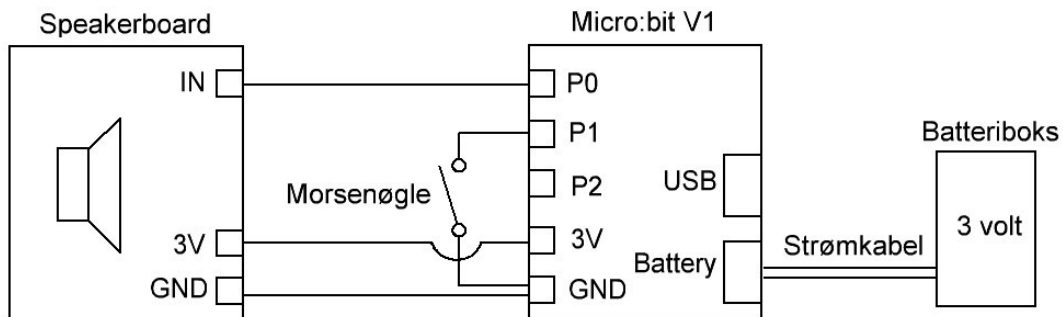 Speakerboard
IN
3V
GND
Morsenøgle
Micro:bit V1
P0
P1
P2
3V
GND
USB
Battery
Strømkabel
Batteriboks
3 volt